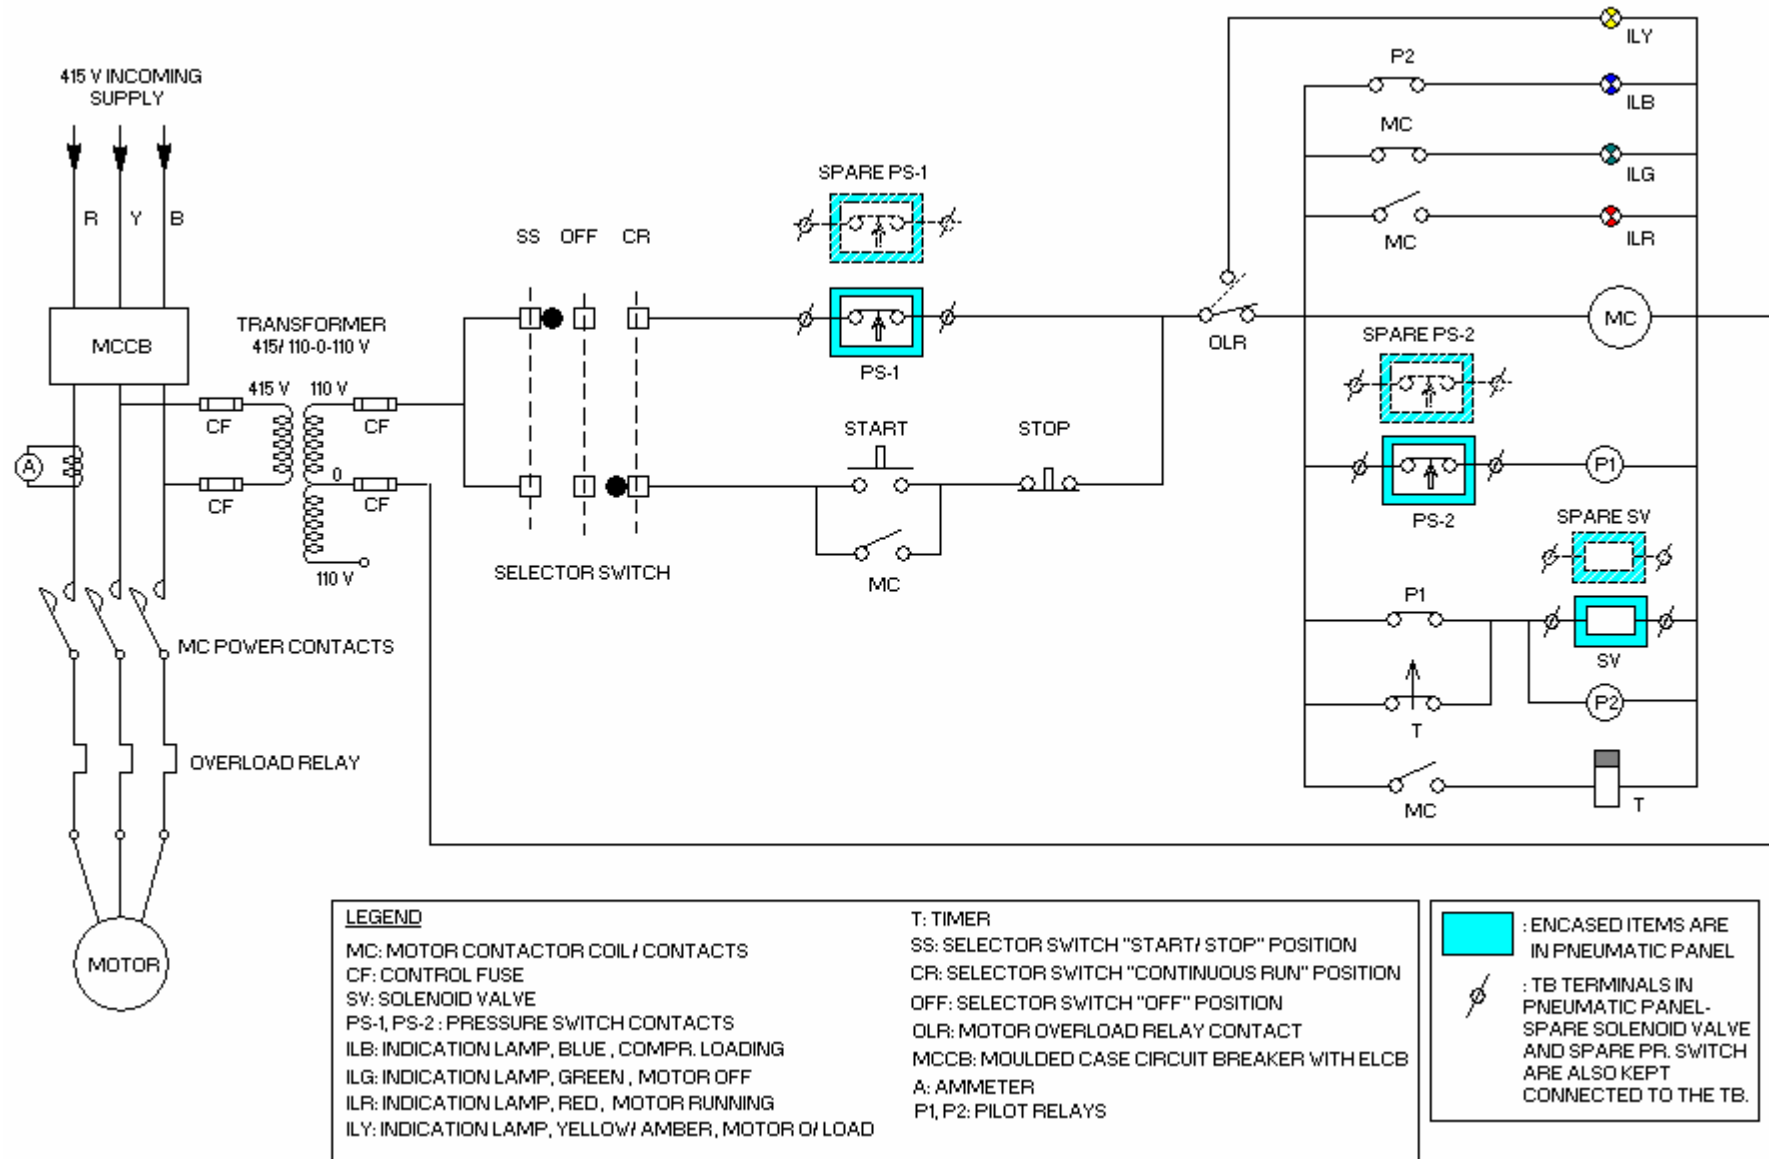 415 V INCOMING
SUPPLY
R Y B
MCCB
TRANSFORMER
415/ 110-0-110 V
415 V 110 V
CF CF
0
CF CF
110 V
A
MC POWER CONTACTS
OVERLOAD RELAY
MOTOR
SS OFF CR
SELECTOR SWITCH
SPARE PS-1
PS-1
START STOP
MC
OLR
ILY
P2
ILB
MC
ILG
MC
ILR
MC
SPARE PS-2
PS-2
P1
SPARE SV
P1
SV
T
P2
MC
T
LEGEND
MC: MOTOR CONTACTOR COIL/ CONTACTS
CF: CONTROL FUSE
SV: SOLENOID VALVE
PS-1, PS-2 : PRESSURE SWITCH CONTACTS
ILB: INDICATION LAMP, BLUE , COMPR. LOADING
ILG: INDICATION LAMP, GREEN , MOTOR OFF
ILR: INDICATION LAMP, RED, MOTOR RUNNING
ILY: INDICATION LAMP, YELLOW/ AMBER, MOTOR O/ LOAD
T: TIMER
SS: SELECTOR SWITCH "START/ STOP" POSITION
CR: SELECTOR SWITCH "CONTINUOUS RUN" POSITION
OFF: SELECTOR SWITCH "OFF" POSITION
OLR: MOTOR OVERLOAD RELAY CONTACT
MCCB: MOULDED CASE CIRCUIT BREAKER WITH ELCB
A: AMMETER
P1, P2: PILOT RELAYS
: ENCASED ITEMS ARE
IN PNEUMATIC PANEL
: TB TERMINALS IN
PNEUMATIC PANEL-
SPARE SOLENOID VALVE
AND SPARE PR. SWITCH
ARE ALSO KEPT
CONNECTED TO THE TB.